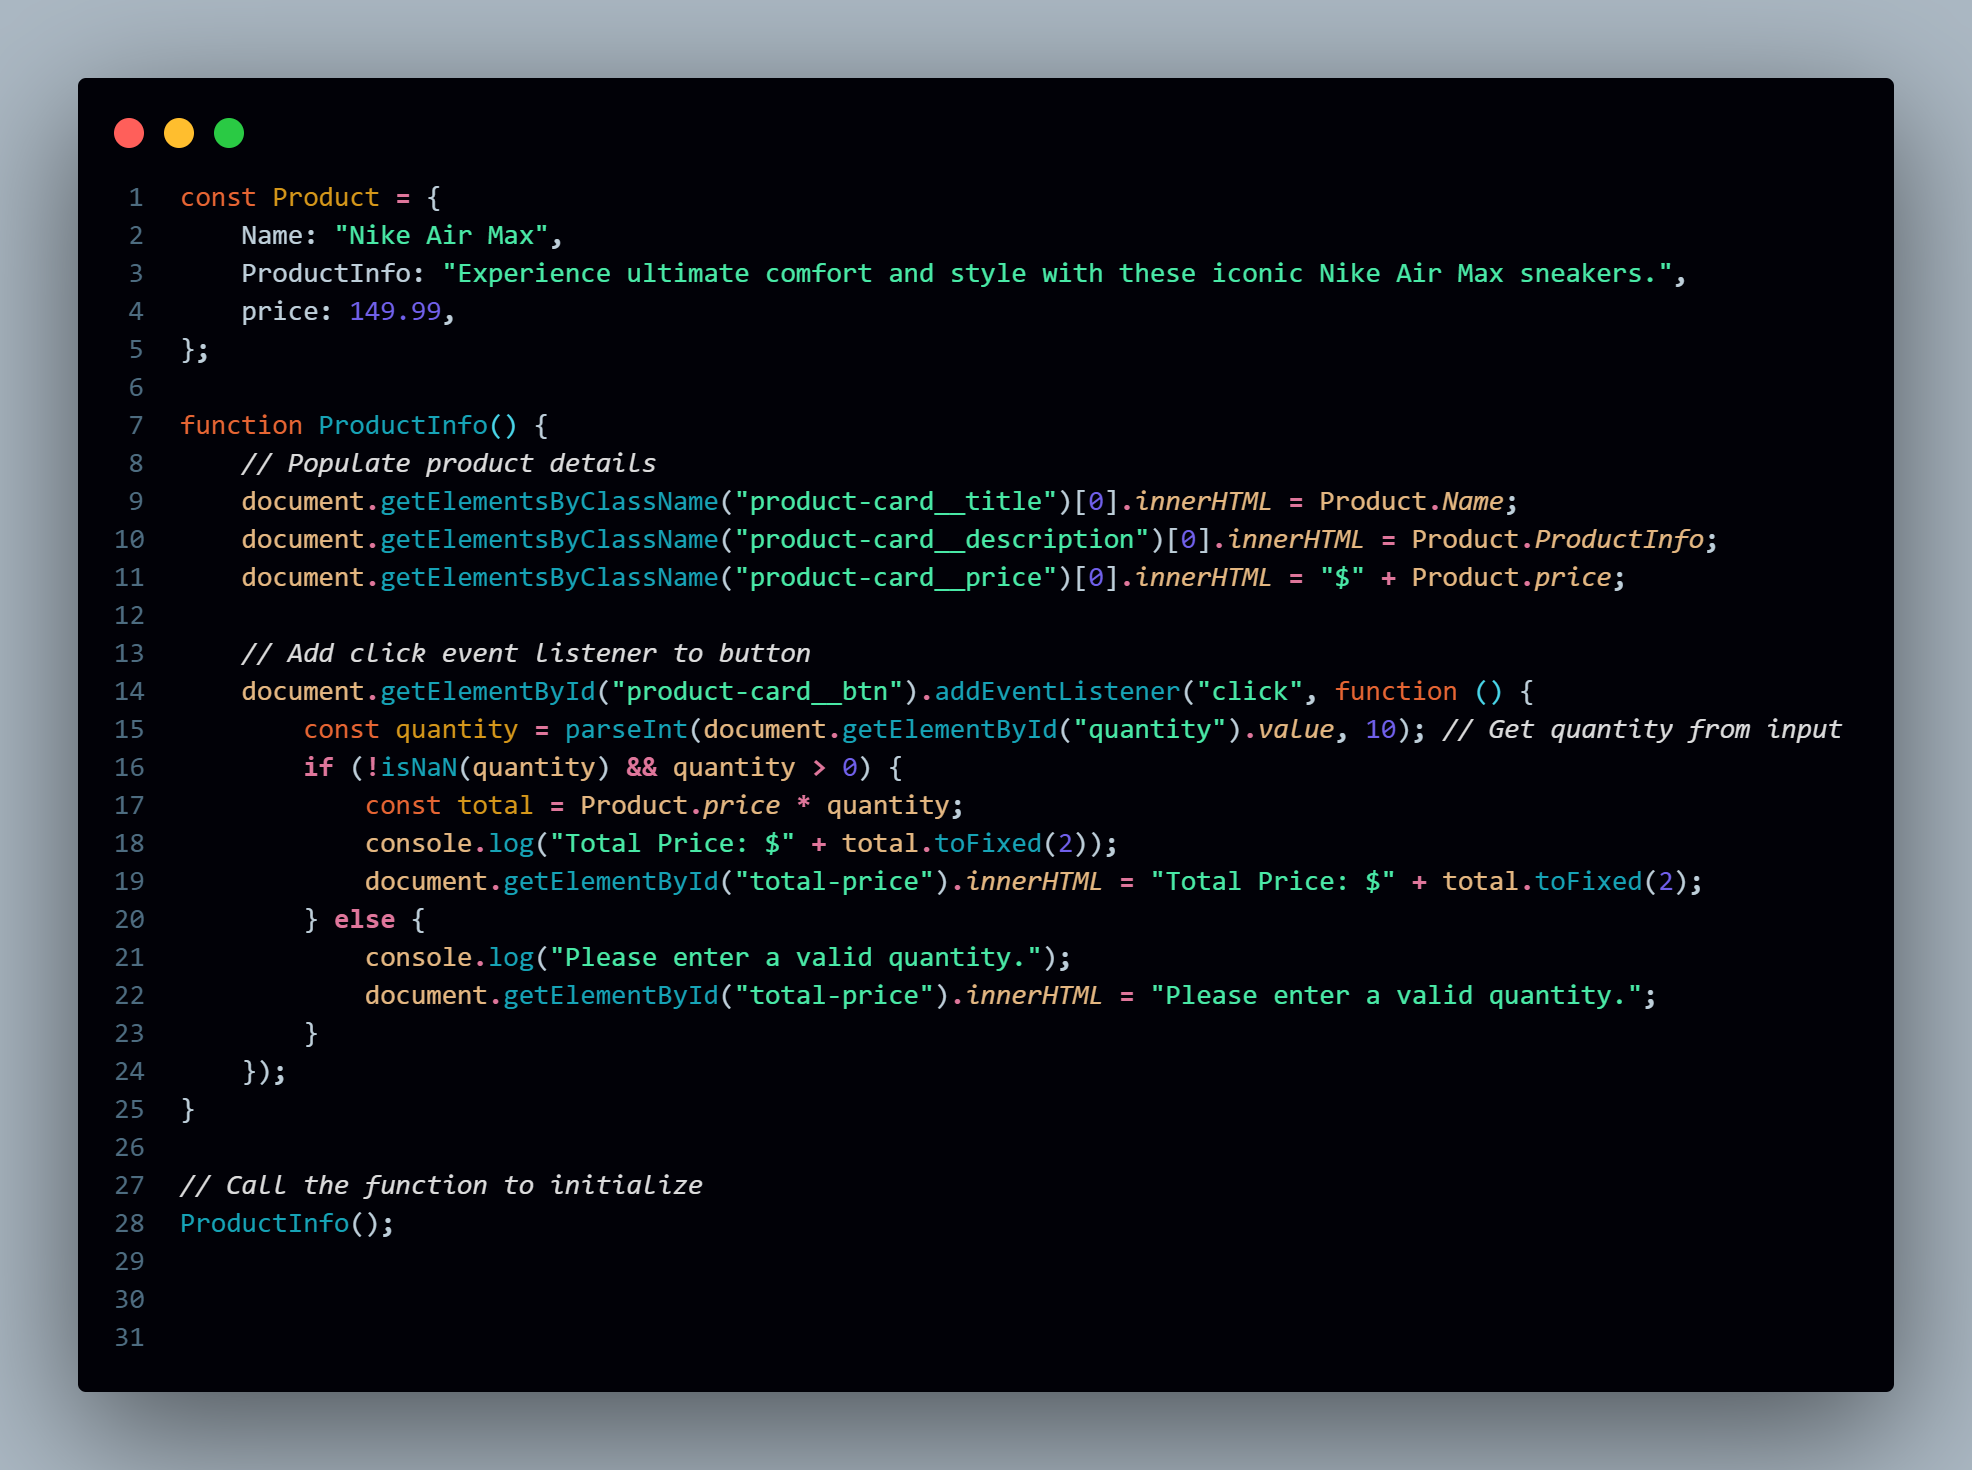 1 const Product = {
2     Name: "Nike Air Max",
3     ProductInfo: "Experience ultimate comfort and style with these iconic Nike Air Max sneakers.",
4     price: 149.99,
5 };
6
7 function ProductInfo() {
8     // Populate product details
9     document.getElementsByClassName("product-card__title")[0].innerHTML = Product.Name;
10     document.getElementsByClassName("product-card__description")[0].innerHTML = Product.ProductInfo;
11     document.getElementsByClassName("product-card__price")[0].innerHTML = "$" + Product.price;
12
13     // Add click event listener to button
14     document.getElementById("product-card__btn").addEventListener("click", function () {
15         const quantity = parseInt(document.getElementById("quantity").value, 10); // Get quantity from input
16         if (!isNaN(quantity) && quantity > 0) {
17             const total = Product.price * quantity;
18             console.log("Total Price: $" + total.toFixed(2));
19             document.getElementById("total-price").innerHTML = "Total Price: $" + total.toFixed(2);
20         } else {
21             console.log("Please enter a valid quantity.");
22             document.getElementById("total-price").innerHTML = "Please enter a valid quantity.";
23         }
24     });
25 }
26
27 // Call the function to initialize
28 ProductInfo();
29
30
31